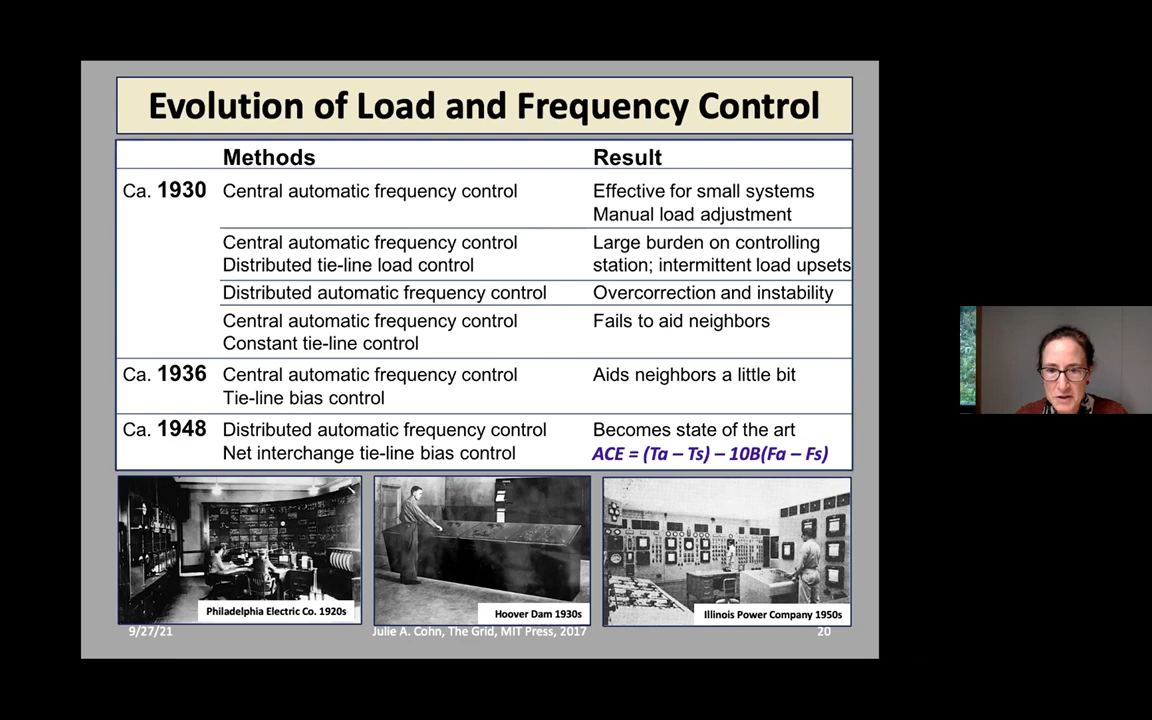 Evolution of Load and Frequency Control
Methods Result
Ca. 1930 Central automatic frequency control Effective for small systems
Manual load adjustment
Central automatic frequency control Large burden on controlling
Distributed tie-line load control station; intermittent load upsets
Distributed automatic frequency control Overcorrection and instability
Central automatic frequency control Fails to aid neighbors
Constant tie-line control
Ca. 1936 Central automatic frequency control Aids neighbors a little bit
Tie-line bias control
Ca. 1948 Distributed automatic frequency control Becomes state of the art
Net interchange tie-line bias control ACE = (Ta – Ts) – 10B(Fa – Fs)
Philadelphia Electric Co. 1920s
Hoover Dam 1930s
Illinois Power Company 1950s
9/27/21 Julie A. Cohn, The Grid, MIT Press, 2017 20